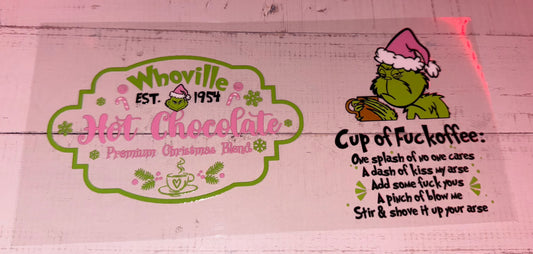 Whoville
EST. 1954
Hot Chocolate
Premium Christmas Blend
Cup of Fuckoffee:
One splash of no one cares
A dash of kiss my arse
Add some fuck yous
A pinch of blow me
Stir & shove it up your arse